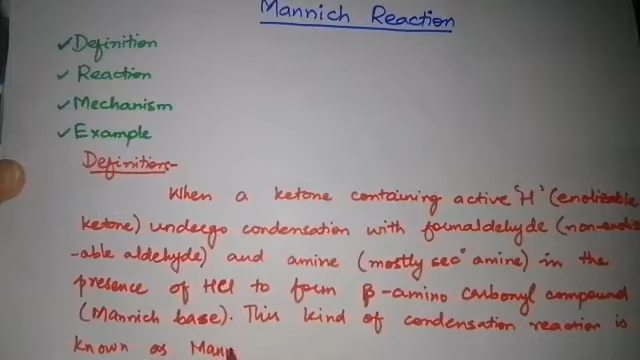 Mannich Reaction
✓Definition
✓Reaction
✓Mechanism
✓Example
Definition:-
When a ketone containing active 'H' (enolizable
ketone) undergo condensation with formaldehyde (non-enoliz
-able aldehyde) and amine (mostly sec° amine) in the
presence of HCl to form β-amino carbonyl compound
(Mannich base). This kind of condensation reaction is
known as Mann